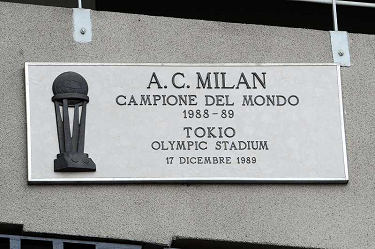 A.C. MILAN
CAMPIONE DEL MONDO
1988-89
TOKIO
OLYMPIC STADIUM
17 DICEMBRE 1989